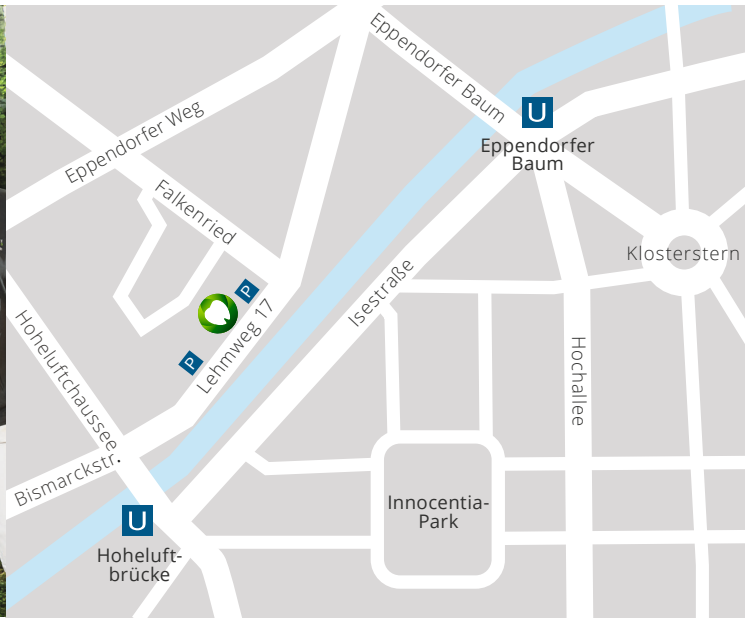 Eppendorfer Baum
U
Eppendorfer
Baum
Eppendorfer Weg
Falkenried
Klosterstern
P
Isestraße
Lehmweg 17
P
Hoheluftchaussee
Hochallee
Bismarckstr.
U
Innocentia-
Park
Hoheluft-
brücke